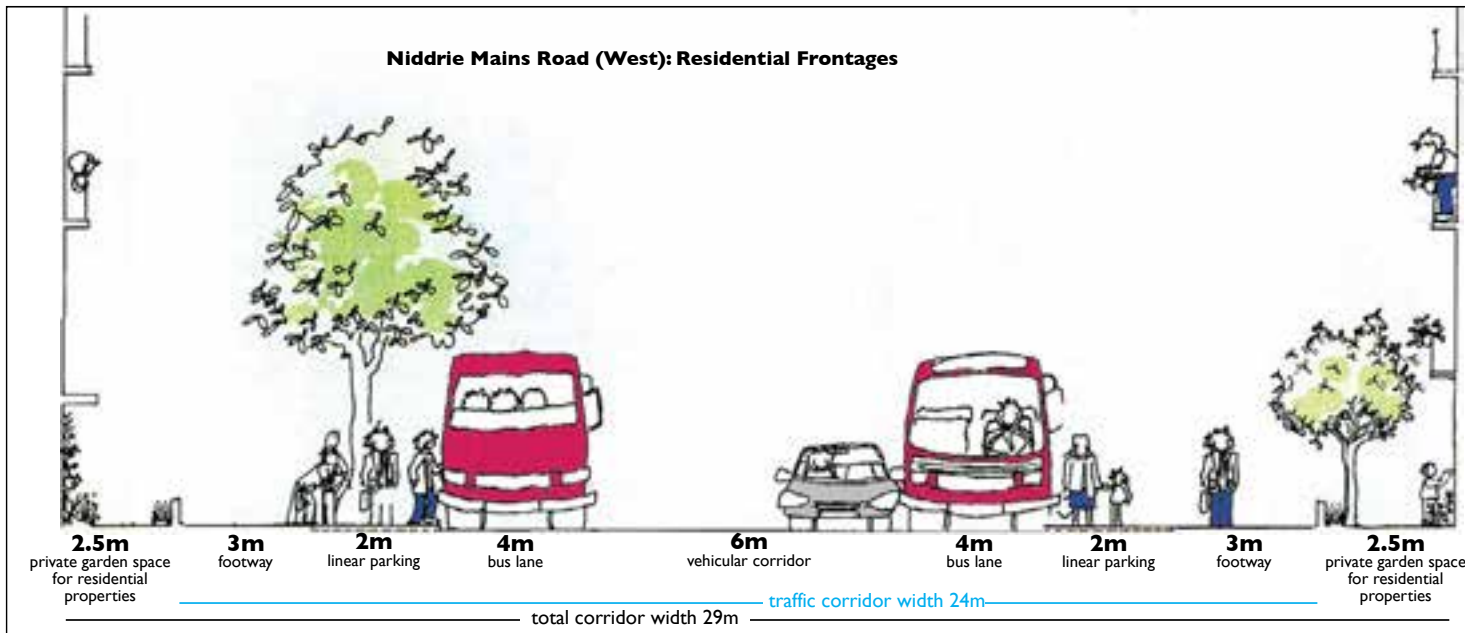 Niddrie Mains Road (West): Residential Frontages
2.5m
private garden space
for residential
properties
3m
footway
2m
linear parking
4m
bus lane
6m
vehicular corridor
4m
bus lane
2m
linear parking
3m
footway
2.5m
private garden space
for residential
properties
traffic corridor width 24m
total corridor width 29m